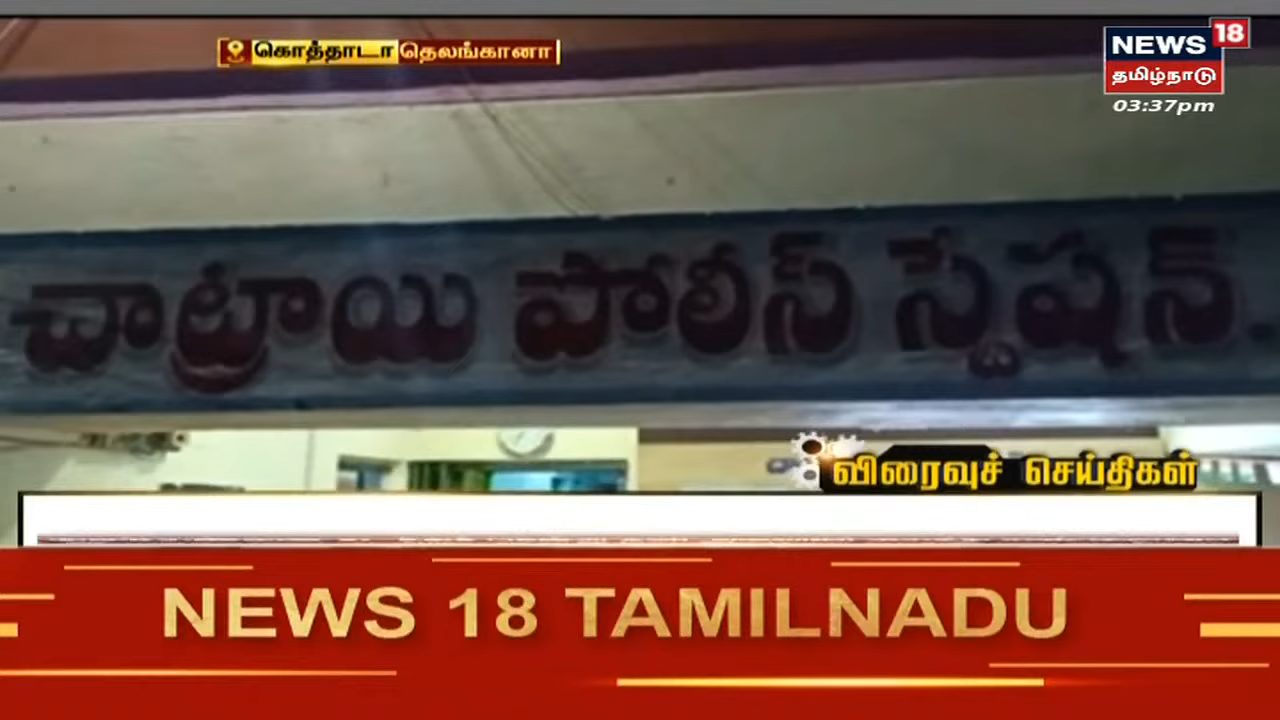 கொத்தாடா தெலங்கானா
NEWS 18
தமிழ்நாடு
03:37pm
చాట్రాయి పోలీస్ స్టేషన్.
விரைவுச் செய்திகள்
NEWS 18 TAMILNADU